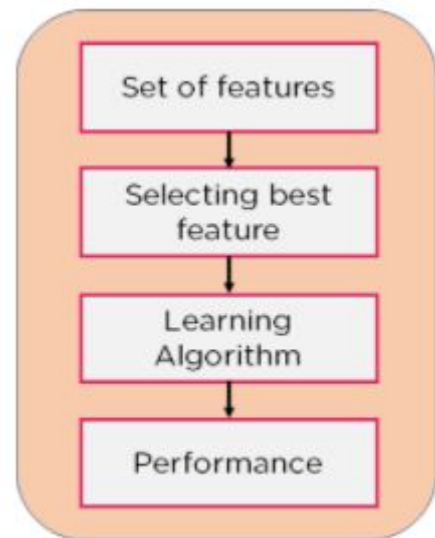 Set of features
Selecting best
feature
Learning
Algorithm
Performance